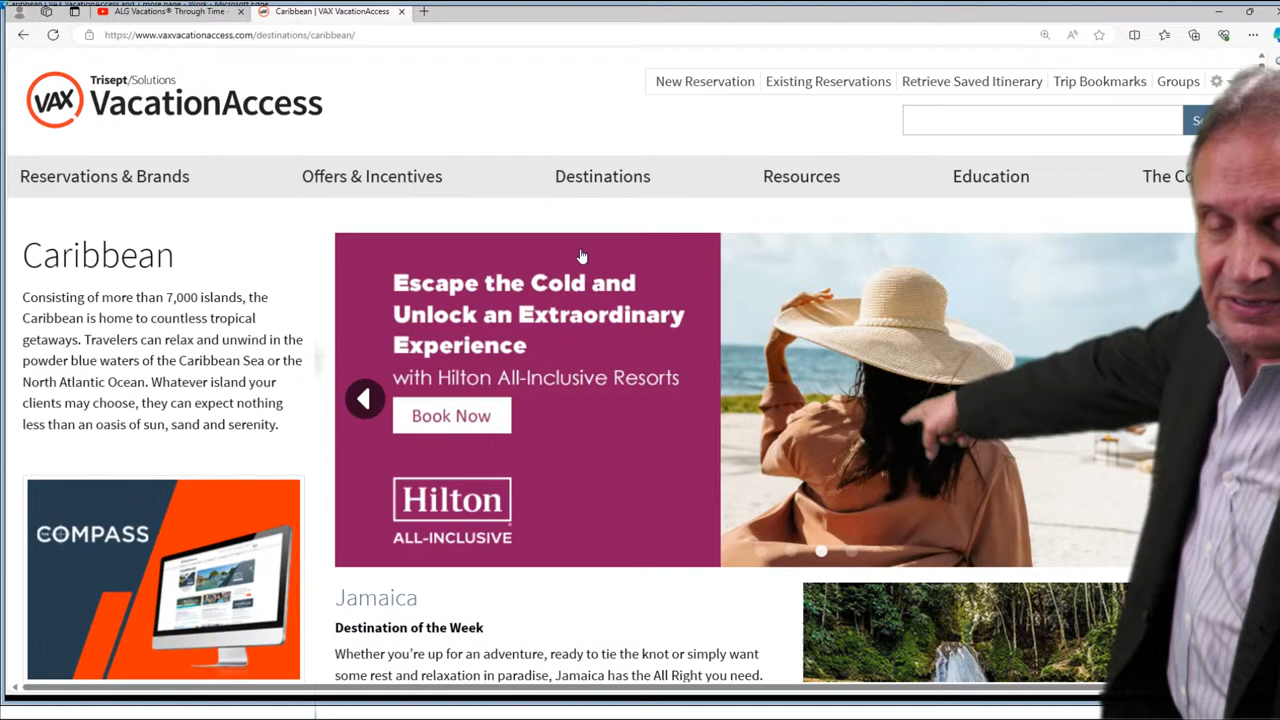 ALG Vacations® Through Time
Caribbean | VAX VacationAccess
https://www.vaxvacationaccess.com/destinations/caribbean/
VAX
Trisept/Solutions
VacationAccess
New Reservation
Existing Reservations
Retrieve Saved Itinerary
Trip Bookmarks
Groups
Reservations & Brands
Offers & Incentives
Destinations
Resources
Education
The
Caribbean
Consisting of more than 7,000 islands, the
Caribbean is home to countless tropical
getaways. Travelers can relax and unwind in the
powder blue waters of the Caribbean Sea or the
North Atlantic Ocean. Whatever island your
clients may choose, they can expect nothing
less than an oasis of sun, sand and serenity.
COMPASS
Escape the Cold and
Unlock an Extraordinary
Experience
with Hilton All-Inclusive Resorts
Book Now
Hilton
ALL-INCLUSIVE
Jamaica
Destination of the Week
Whether you're up for an adventure, ready to tie the knot or simply want
some rest and relaxation in paradise, Jamaica has the All Right you need.